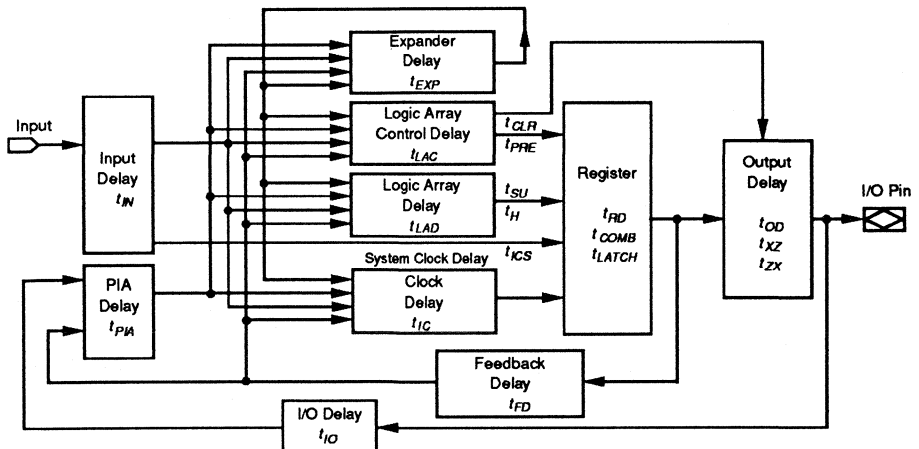 Input
Input
Delay
tIN
PIA
Delay
tPIA
Expander
Delay
tEXP
Logic Array
Control Delay
tLAC
tCLR
tPRE
Logic Array
Delay
tLAD
tSU
tH
tICS
System Clock Delay
Clock
Delay
tIC
Register
tRD
tCOMB
tLATCH
Output
Delay
tOD
tXZ
tZX
I/O Pin
Feedback
Delay
tFD
I/O Delay
tIO